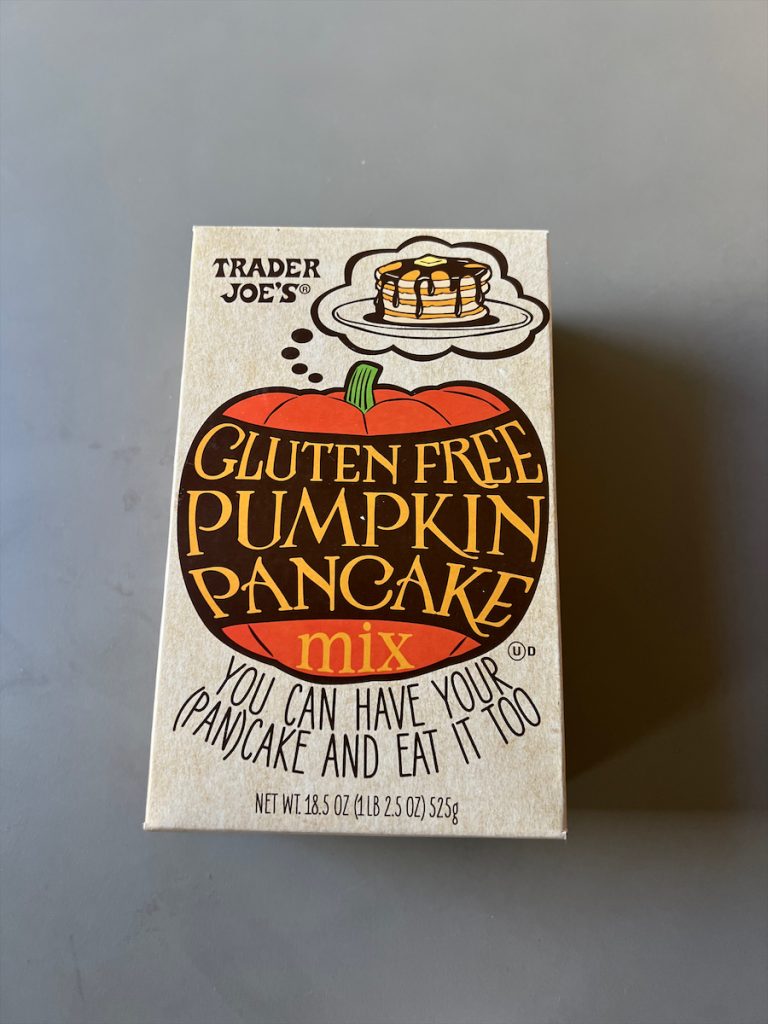 TRADER
JOE'S®
GLUTEN FREE
PUMPKIN
PANCAKE
mix
U D
YOU CAN HAVE YOUR
(PAN)CAKE AND EAT IT TOO
NET WT. 18.5 OZ (1 LB 2.5 OZ) 525g